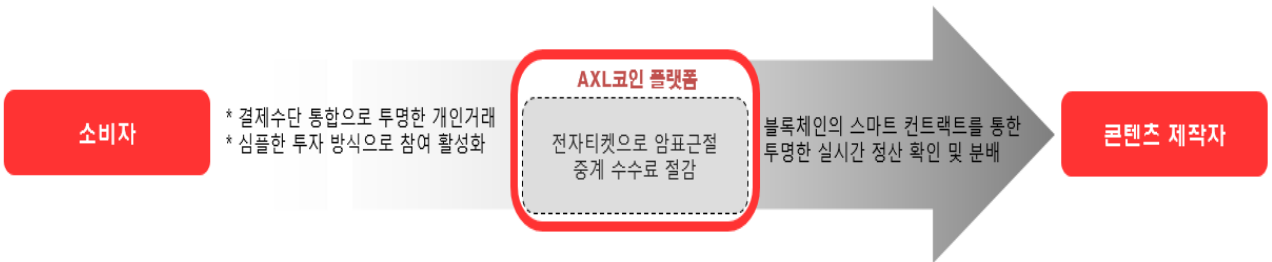 소비자
* 결제수단 통합으로 투명한 개인거래
* 심플한 투자 방식으로 참여 활성화
AXL코인 플랫폼
전자티켓으로 암표근절
중계 수수료 절감
블록체인의 스마트 컨트랙트를 통한
투명한 실시간 정산 확인 및 분배
콘텐츠 제작자